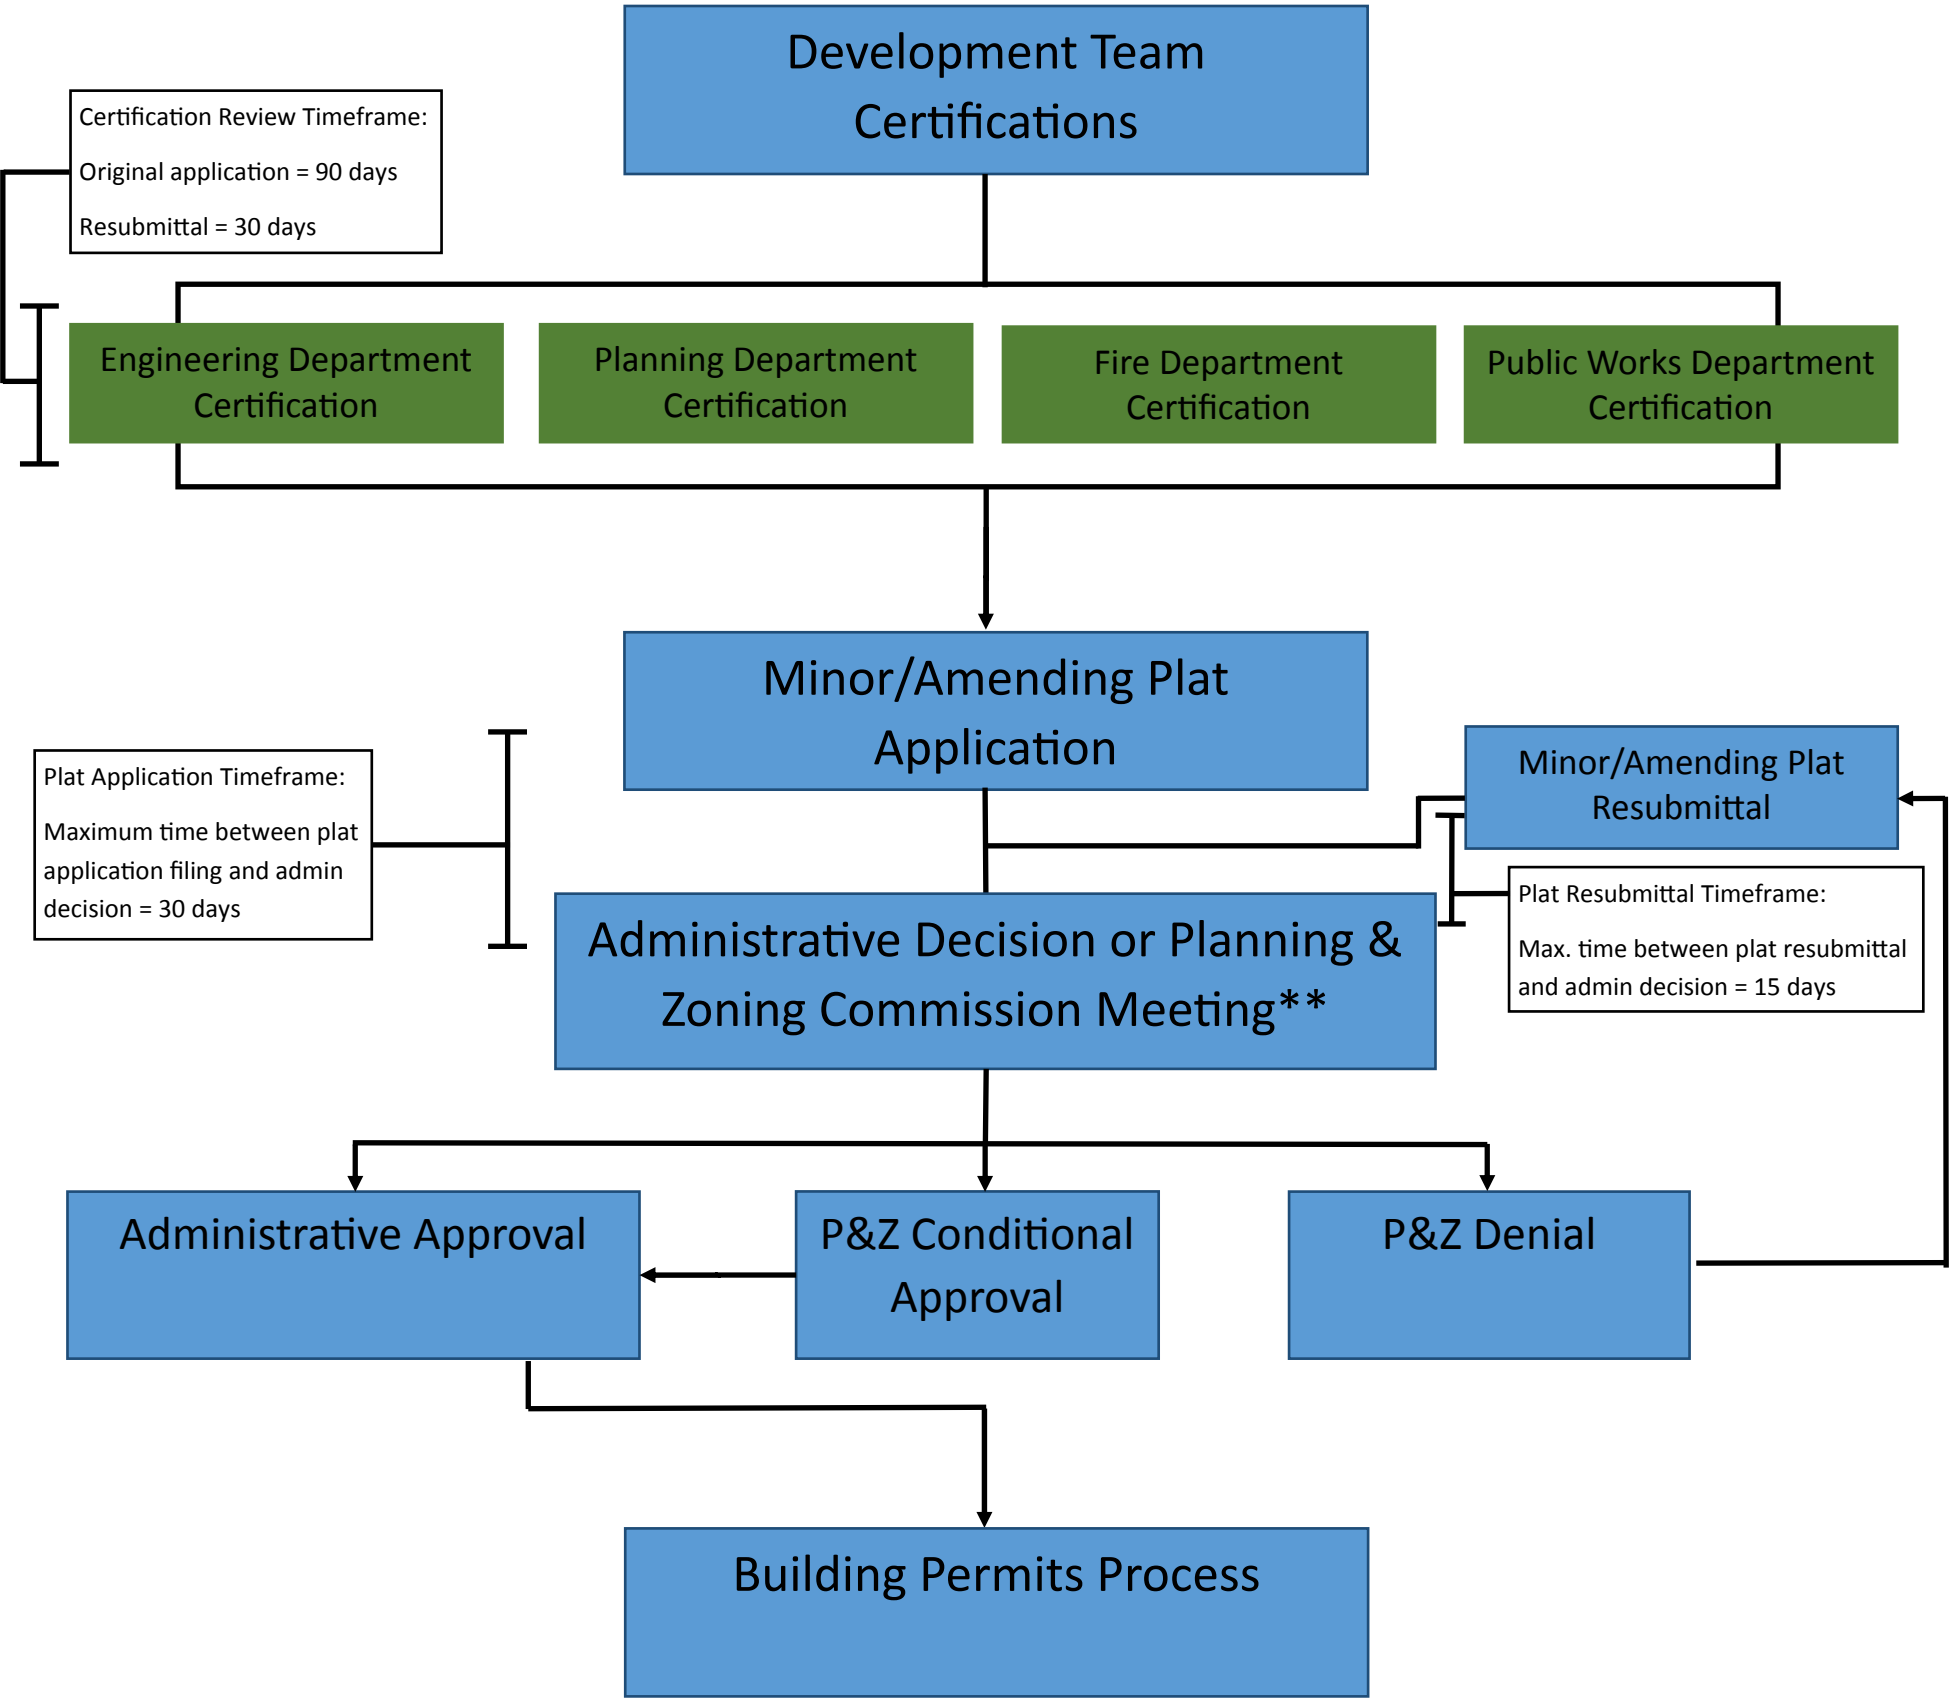 Development Team
Certifications
Certification Review Timeframe:
Original application = 90 days
Resubmittal = 30 days
Engineering Department
Certification
Planning Department
Certification
Fire Department
Certification
Public Works Department
Certification
Minor/Amending Plat
Application
Minor/Amending Plat
Resubmittal
Plat Application Timeframe:
Maximum time between plat
application filing and admin
decision = 30 days
Plat Resubmittal Timeframe:
Max. time between plat resubmittal
and admin decision = 15 days
Administrative Decision or Planning &
Zoning Commission Meeting**
Administrative Approval
P&Z Conditional
Approval
P&Z Denial
Building Permits Process